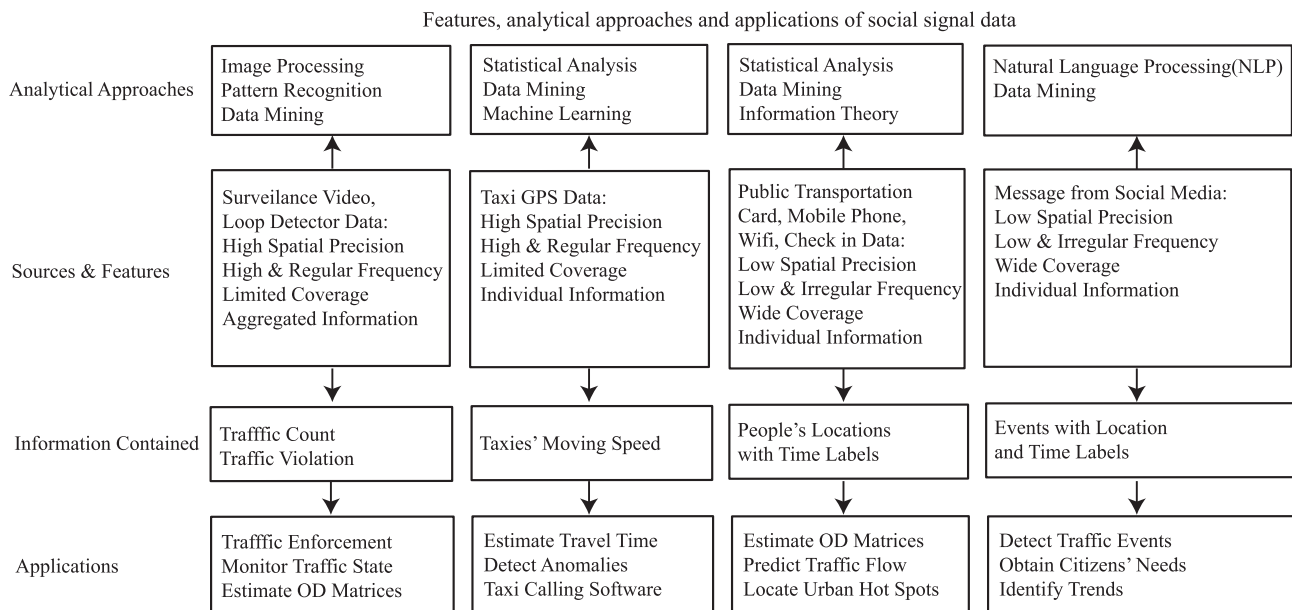 Features, analytical approaches and applications of social signal data
Analytical Approaches
Image Processing
Pattern Recognition
Data Mining
Statistical Analysis
Data Mining
Machine Learning
Statistical Analysis
Data Mining
Information Theory
Natural Language Processing(NLP)
Data Mining
Sources & Features
Surveilance Video,
Loop Detector Data:
High Spatial Precision
High & Regular Frequency
Limited Coverage
Aggregated Information
Taxi GPS Data:
High Spatial Precision
High & Regular Frequency
Limited Coverage
Individual Information
Public Transportation
Card, Mobile Phone,
Wifi, Check in Data:
Low Spatial Precision
Low & Irregular Frequency
Wide Coverage
Individual Information
Message from Social Media:
Low Spatial Precision
Low & Irregular Frequency
Wide Coverage
Individual Information
Information Contained
Trafffic Count
Traffic Violation
Taxies' Moving Speed
People's Locations
with Time Labels
Events with Location
and Time Labels
Applications
Trafffic Enforcement
Monitor Traffic State
Estimate OD Matrices
Estimate Travel Time
Detect Anomalies
Taxi Calling Software
Estimate OD Matrices
Predict Traffic Flow
Locate Urban Hot Spots
Detect Traffic Events
Obtain Citizens' Needs
Identify Trends